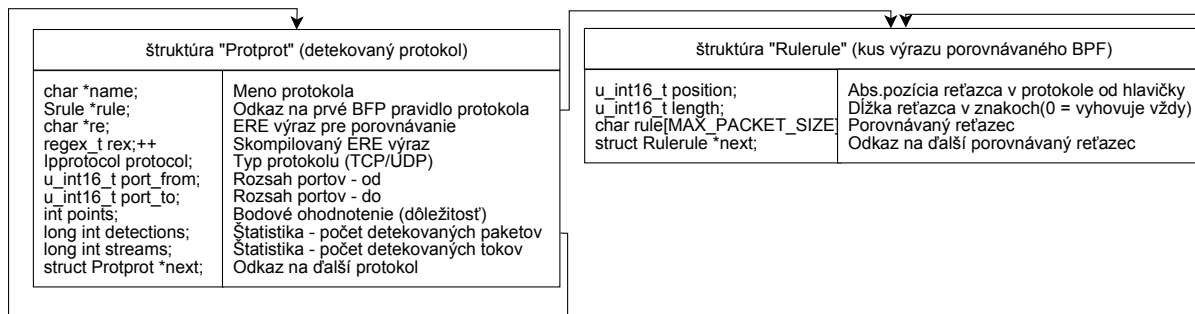 štruktúra "Protprot" (detekovaný protokol)
char *name; Meno protokola
Srule *rule; Odkaz na prvé BFP pravidlo protokola
char *re; ERE výraz pre porovnávanie
regex_t rex;++ Skompilovaný ERE výraz
Ipprotocol protocol; Typ protokolu (TCP/UDP)
u_int16_t port_from; Rozsah portov - od
u_int16_t port_to; Rozsah portov - do
int points; Bodové ohodnotenie (dôležitosť)
long int detections; Štatistika - počet detekovaných paketov
long int streams; Štatistika - počet detekovaných tokov
struct Protprot *next; Odkaz na ďalší protokol
štruktúra "Rulerule" (kus výrazu porovnávaného BPF)
u_int16_t position; Abs.pozícia reťazca v protokole od hlavičky
u_int16_t length; Dĺžka reťazca v znakoch(0 = vyhovuje vždy)
char rule[MAX_PACKET_SIZE] Porovnávaný reťazec
struct Rulerule *next; Odkaz na ďalší porovnávaný reťazec